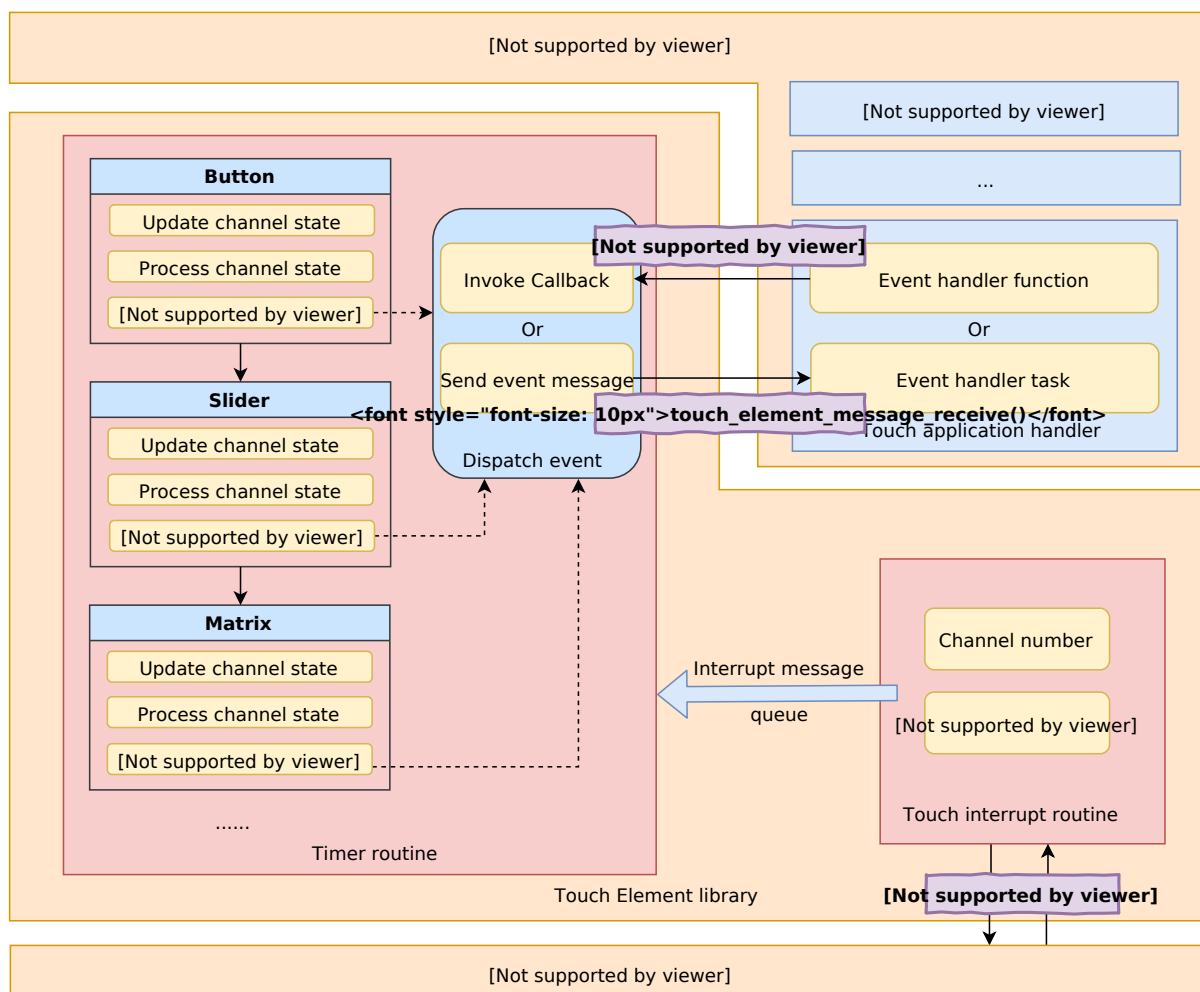 [Not supported by viewer]
[Not supported by viewer]
...
Button
Update channel state
Process channel state
[Not supported by viewer]
Slider
Update channel state
Process channel state
[Not supported by viewer]
Matrix
Update channel state
Process channel state
[Not supported by viewer]
......
Timer routine
Invoke Callback
Or
Send event message
Dispatch event
[Not supported by viewer]
<font style="font-size: 10px">touch_element_message_receive()</font>
Event handler function
Or
Event handler task
Touch application handler
Interrupt message
queue
Channel number
[Not supported by viewer]
Touch interrupt routine
Touch Element library
[Not supported by viewer]
[Not supported by viewer]